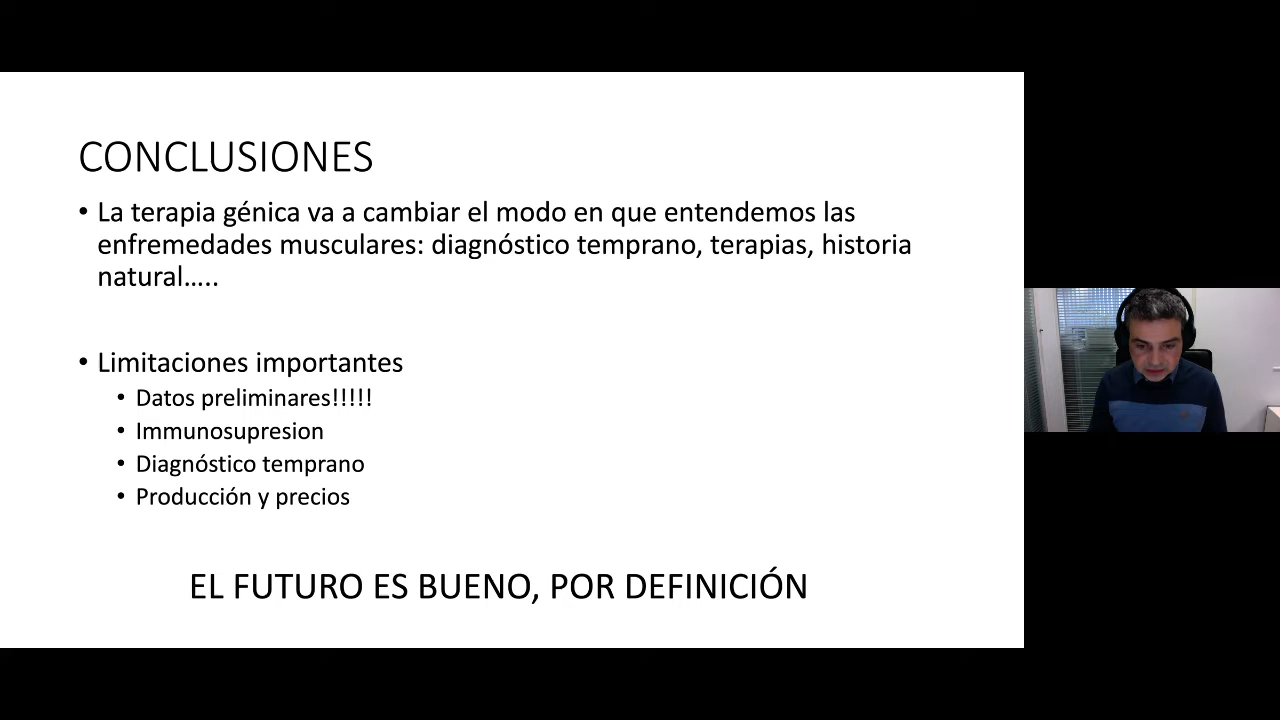 CONCLUSIONES
• La terapia génica va a cambiar el modo en que entendemos las
enfremedades musculares: diagnóstico temprano, terapias, historia
natural…..
• Limitaciones importantes
• Datos preliminares!!!!!
• Immunosupresion
• Diagnóstico temprano
• Producción y precios
EL FUTURO ES BUENO, POR DEFINICIÓN